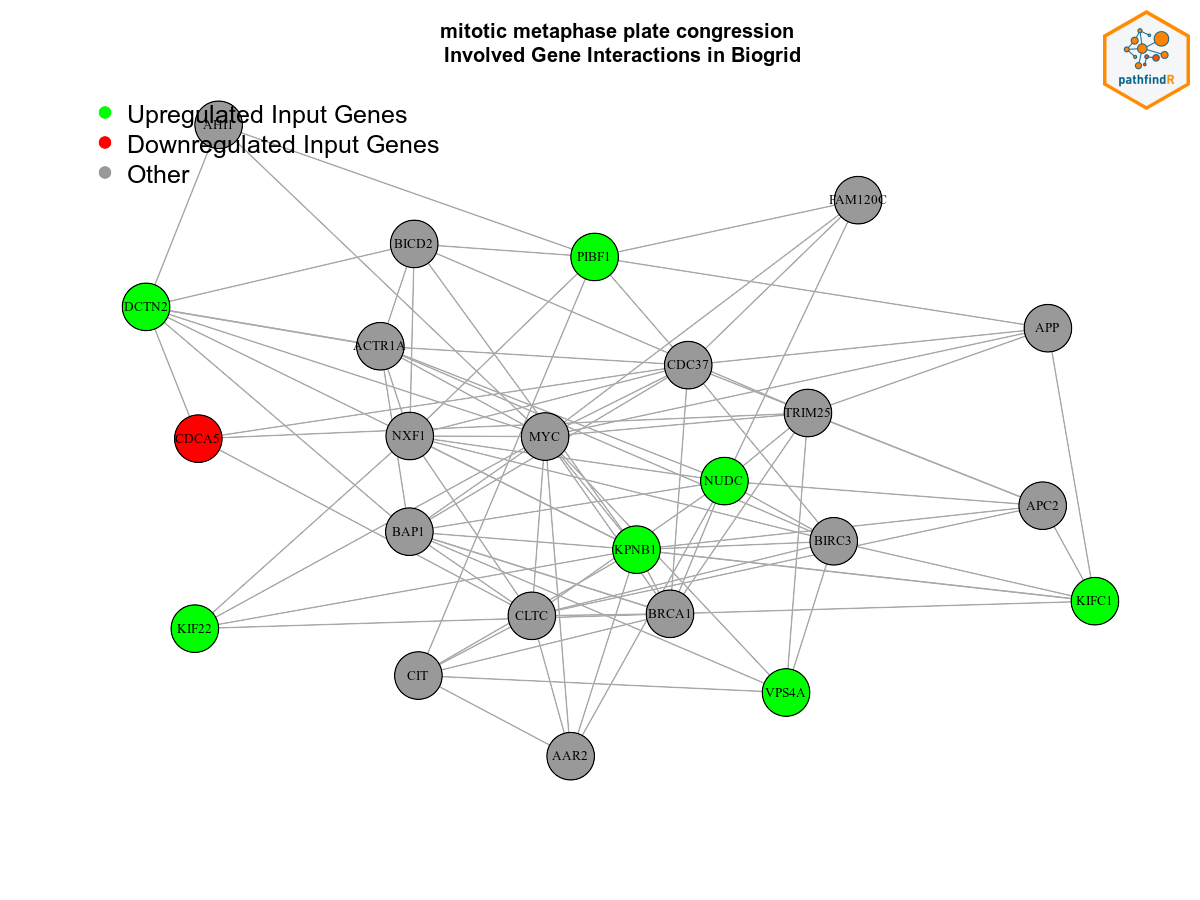 mitotic metaphase plate congression
Involved Gene Interactions in Biogrid
pathfindR
Upregulated Input Genes
AHI1
Downregulated Input Genes
Other
FAM120C
BICD2
PIBF1
DCTN2
APP
ACTR1A
CDC37
TRIM25
CDCA5
NXF1
MYC
NUDC
APC2
BAP1
BIRC3
KPNB1
KIFC1
BRCA1
CLTC
KIF22
CIT
VPS4A
AAR2